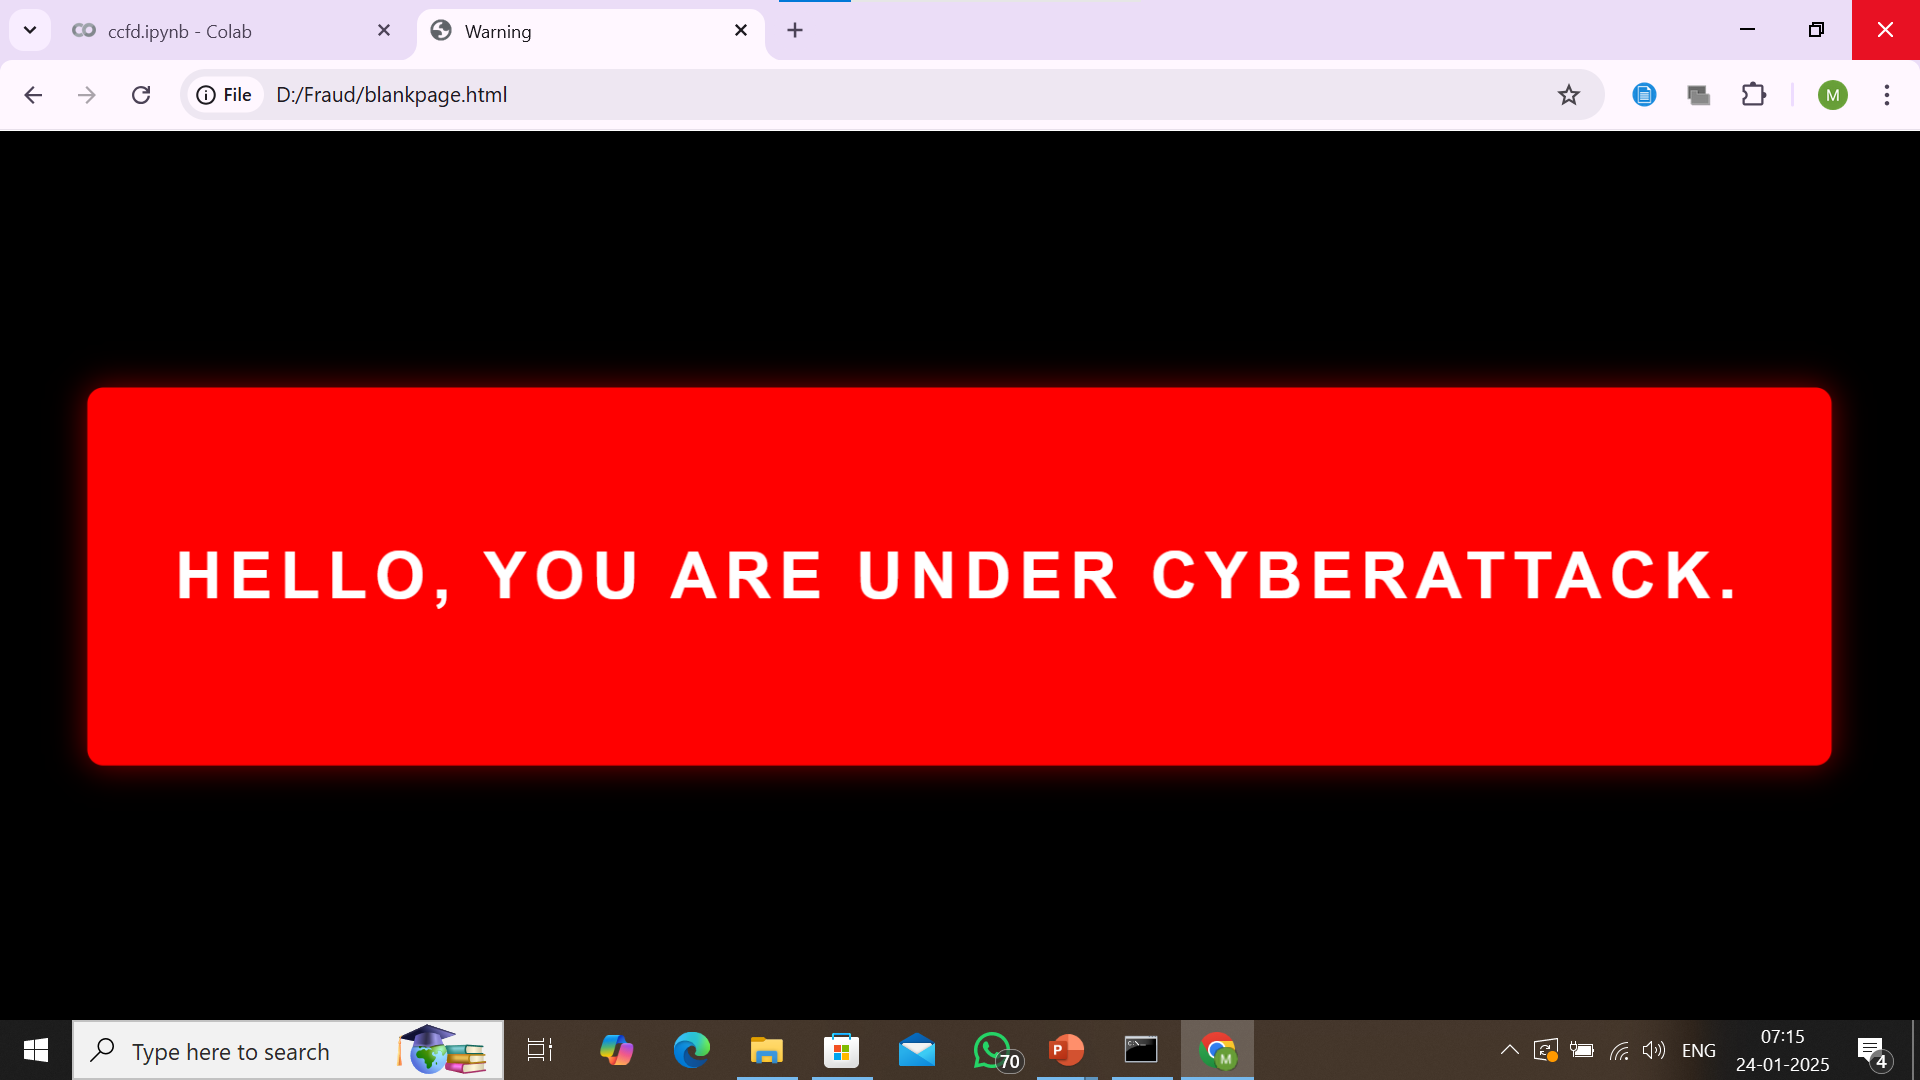 ccfd.ipynb - Colab
Warning
File
D:/Fraud/blankpage.html
M
HELLO, YOU ARE UNDER CYBERATTACK.
Type here to search
70
P
M
ENG
07:15
24-01-2025
4